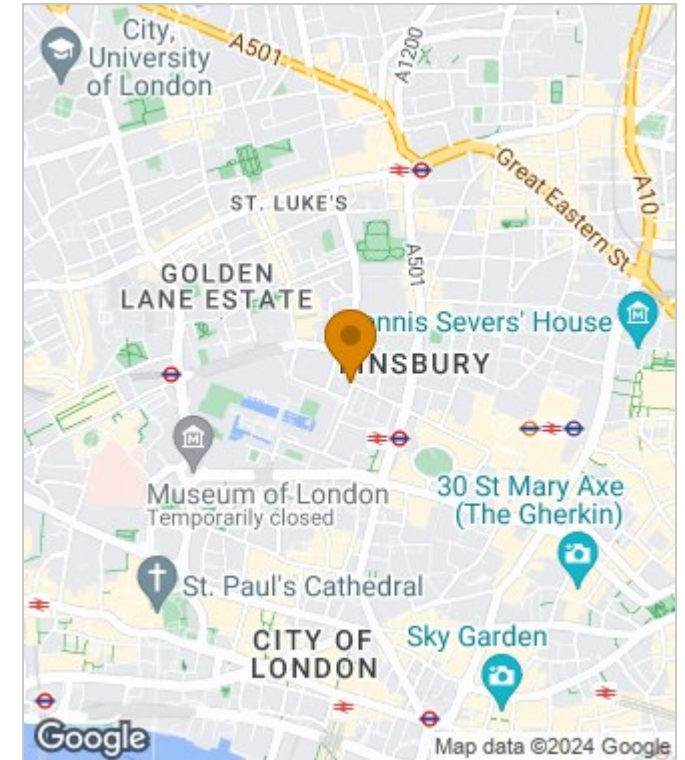 City,
University
of London
A501
A1200
Great Eastern St
A10
ST. LUKE'S
A501
GOLDEN
LANE ESTATE
nnis Severs' House
INSBURY
Museum of London
Temporarily closed
30 St Mary Axe
(The Gherkin)
St. Paul's Cathedral
CITY OF
LONDON
Sky Garden
Google
Map data ©2024 Google